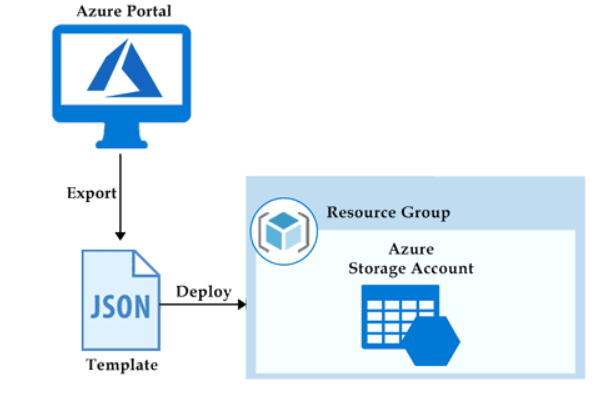 Azure Portal
Export
Resource Group
Azure
Storage Account
JSON
Deploy
Template